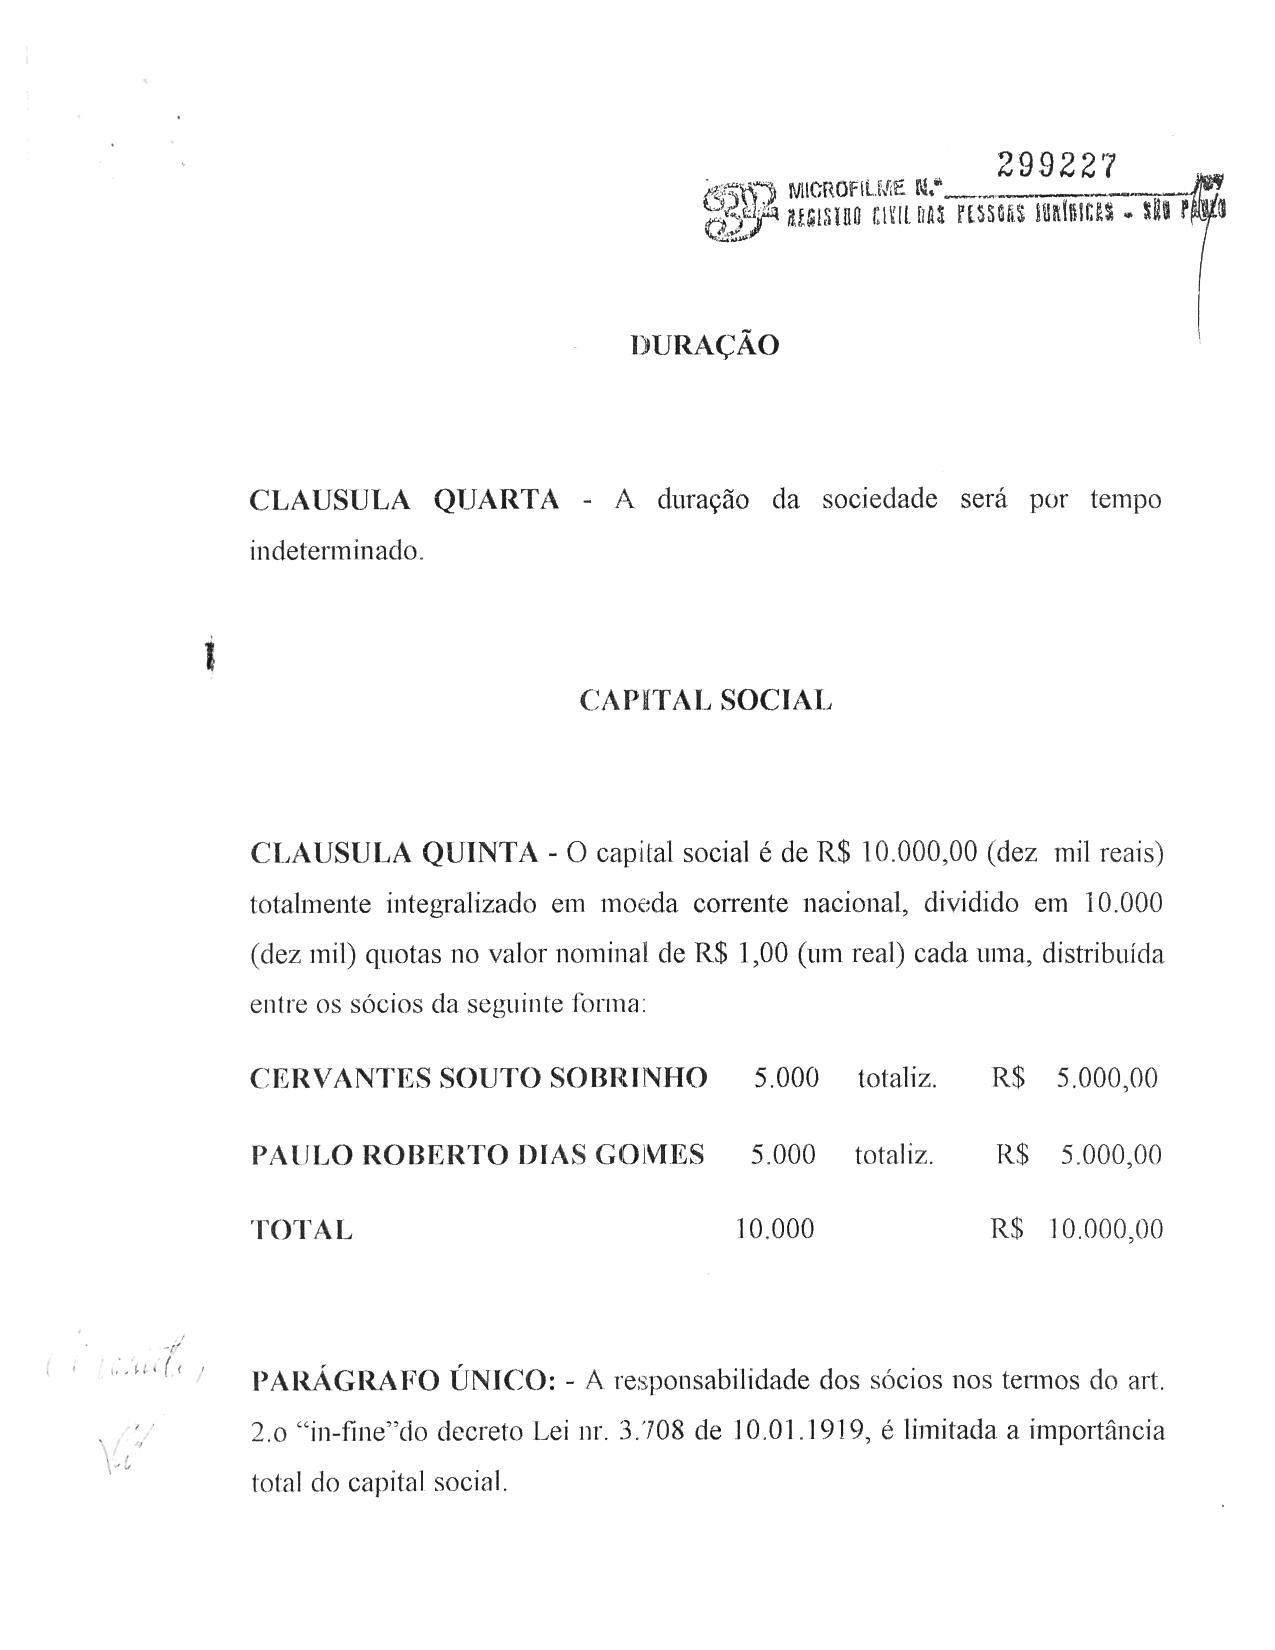 299227
MICROFILME N.º
REGISTRO CIVIL DAS PESSOAS JURÍDICAS - SÃO PAULO
DURAÇÃO
CLAUSULA QUARTA - A duração da sociedade será por tempo
indeterminado.
CAPITAL SOCIAL
CLAUSULA QUINTA - O capital social é de R$ 10.000,00 (dez mil reais)
totalmente integralizado em moeda corrente nacional, dividido em 10.000
(dez mil) quotas no valor nominal de R$ 1,00 (um real) cada uma, distribuída
entre os sócios da seguinte forma:
CERVANTES SOUTO SOBRINHO 5.000 totaliz. R$ 5.000,00
PAULO ROBERTO DIAS GOMES 5.000 totaliz. R$ 5.000,00
TOTAL 10.000 R$ 10.000,00
PARÁGRAFO ÚNICO: - A responsabilidade dos sócios nos termos do art.
2.o “in-fine”do decreto Lei nr. 3.708 de 10.01.1919, é limitada a importância
total do capital social.